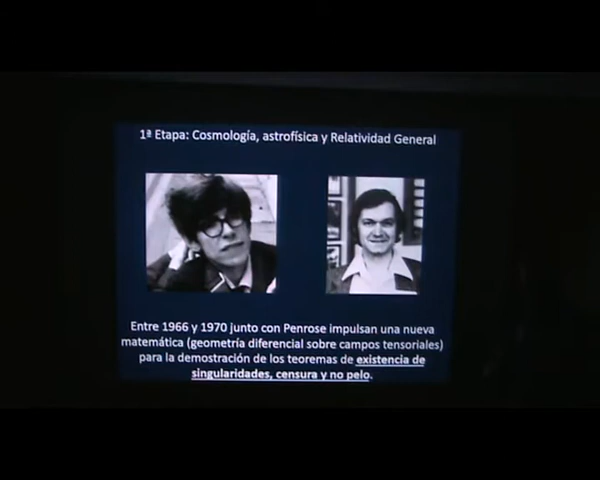 1ª Etapa: Cosmología, astrofísica y Relatividad General
Entre 1966 y 1970 junto con Penrose impulsan una nueva
matemática (geometría diferencial sobre campos tensoriales)
para la demostración de los teoremas de existencia de
singularidades, censura y no pelo.